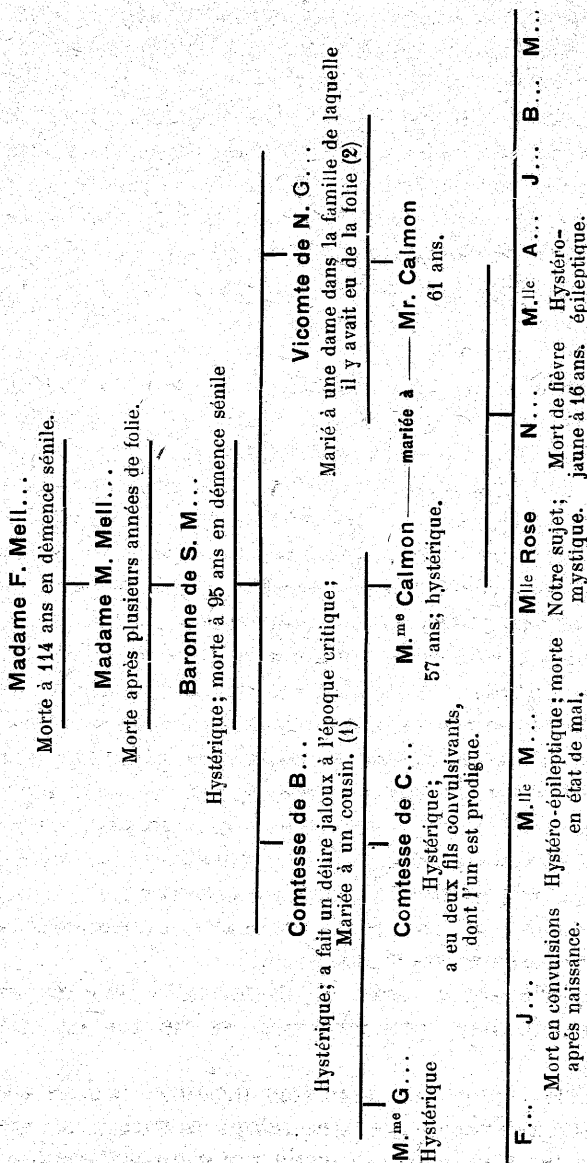 Madame F. Mell...
Morte à 114 ans en démence sénile.
Madame M. Mell...
Morte après plusieurs années de folie.
Baronne de S. M...
Hystérique; morte à 95 ans en démence sénile
Comtesse de B...
Hystérique; a fait un délire jaloux à l'époque critique;
Mariée à un cousin. (1)
Vicomte de N. G...
Marié à une dame dans la famille de laquelle
il y avait eu de la folie (2)
M.me G...
Hystérique
Comtesse de C...
Hystérique;
a eu deux fils convulsivants,
dont l'un est prodigue.
M.me Calmon — mariée à — Mr. Calmon
57 ans; hystérique.
61 ans.
F...
J...
Mort en convulsions
aprés naissance.
M.lle M....
Hystéro-épileptique; morte
en état de mal.
Mlle Rose
Notre sujet;
mystique.
N...
Mort de fièvre
jaune à 16 ans.
M.lle A...
Hystéro-
épileptique.
J...
B...
M...